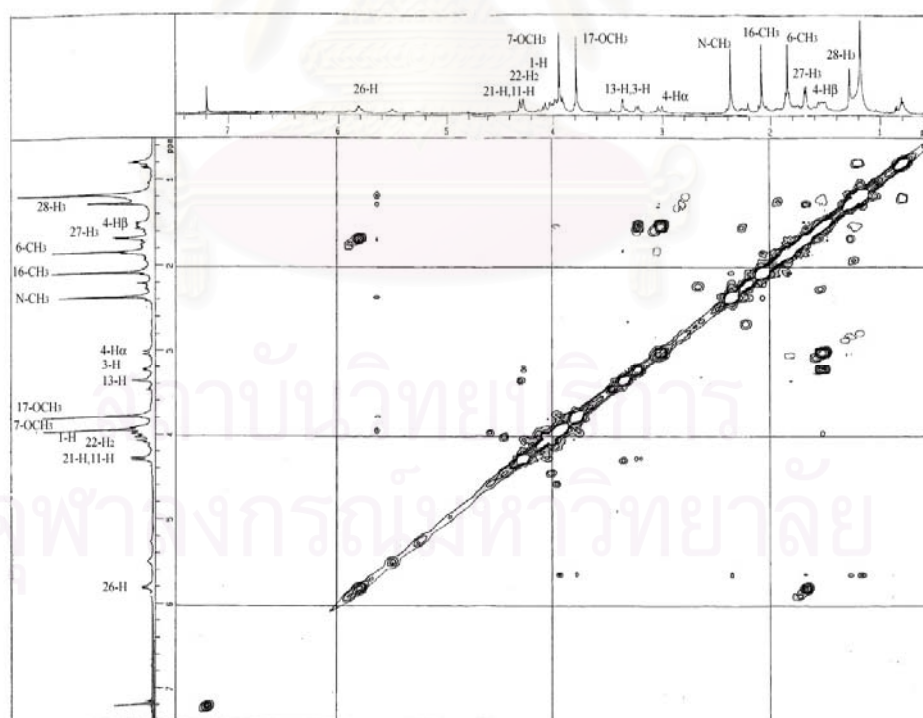 7-OCH3 17-OCH3
N-CH3 16-CH3 6-CH3
1-H
28-H3
22-H2
27-H3
26-H
21-H,11-H
13-H,3-H
4-Hα
4-Hβ
7 6 5 4 3 2
ppm
1
28-H3
4-Hβ
27-H3
6-CH3
2
16-CH3
N-CH3
4-Hα
3
3-H
13-H
17-OCH3
7-OCH3
4
1-H
22-H2
21-H,11-H
5
26-H
6
7
สถาบันวิทยบริการ
จุฬาลงกรณ์มหาวิทยาลัย